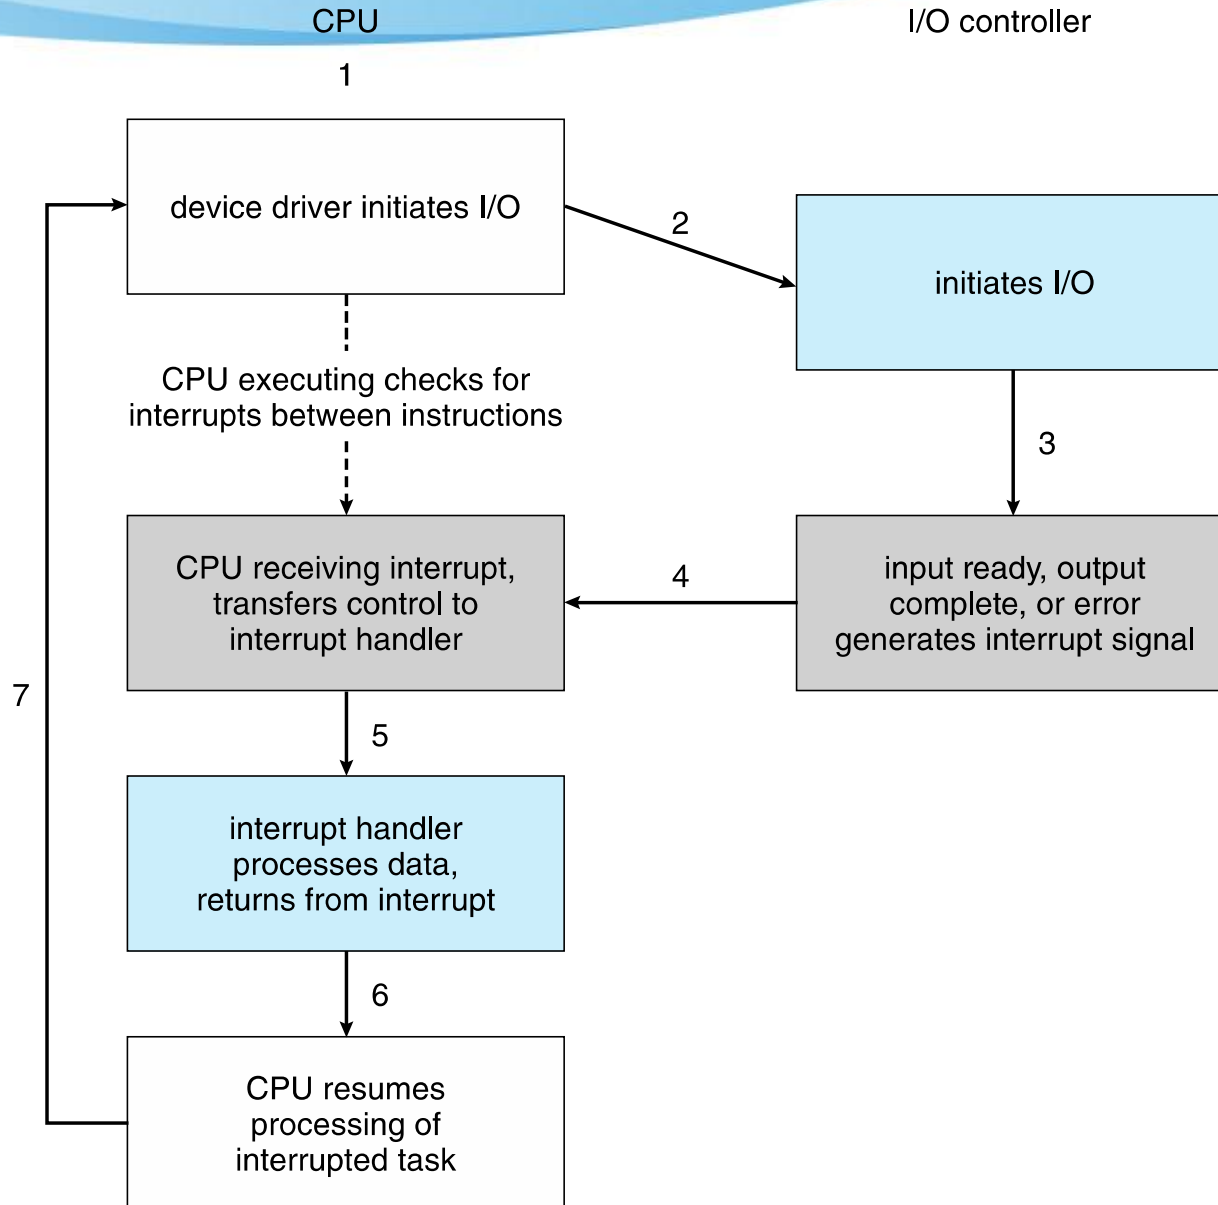 CPU
I/O controller
1
device driver initiates I/O
2
initiates I/O
CPU executing checks for
interrupts between instructions
3
CPU receiving interrupt,
transfers control to
interrupt handler
4
input ready, output
complete, or error
generates interrupt signal
7
5
interrupt handler
processes data,
returns from interrupt
6
CPU resumes
processing of
interrupted task